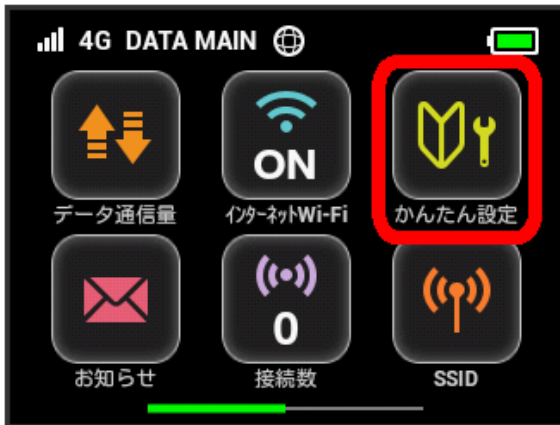 4G DATA MAIN
ON
データ通信量 インターネットWi-Fi かんたん設定
0
お知らせ 接続数 SSID